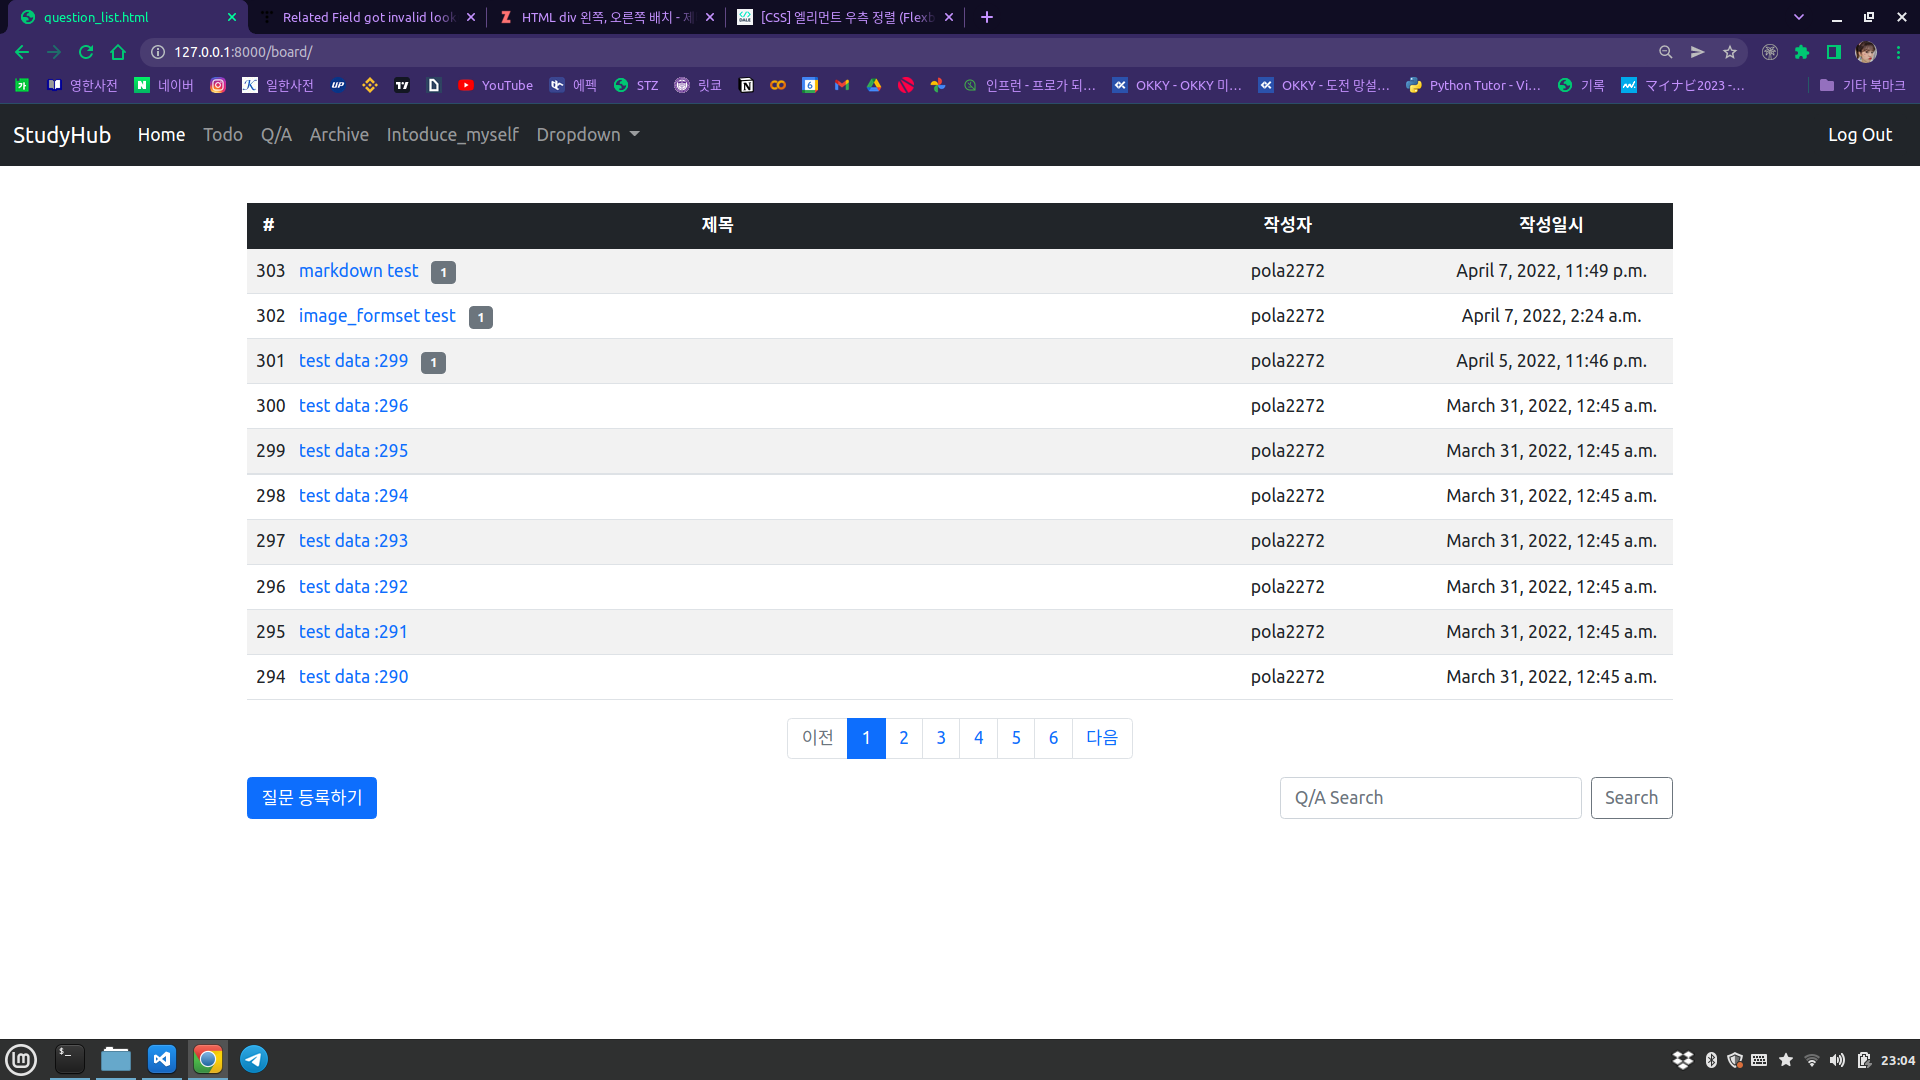 question_list.html Related Field got invalid look HTML div 왼쪽, 오른쪽 배치 - 제 [CSS] 엘리먼트 우측 정렬 (Flexb
127.0.0.1:8000/board/
영한사전 네이버 일한사전 YouTube 에펙 STZ 릿쿄 인프런 - 프로가 되... OKKY - OKKY 미... OKKY - 도전 망설... Python Tutor - Vi... 기록 マイナビ2023 -... 기타 북마크
StudyHub Home Todo Q/A Archive Intoduce_myself Dropdown Log Out
# 제목 작성자 작성일시
303 markdown test 1 pola2272 April 7, 2022, 11:49 p.m.
302 image_formset test 1 pola2272 April 7, 2022, 2:24 a.m.
301 test data :299 1 pola2272 April 5, 2022, 11:46 p.m.
300 test data :296 pola2272 March 31, 2022, 12:45 a.m.
299 test data :295 pola2272 March 31, 2022, 12:45 a.m.
298 test data :294 pola2272 March 31, 2022, 12:45 a.m.
297 test data :293 pola2272 March 31, 2022, 12:45 a.m.
296 test data :292 pola2272 March 31, 2022, 12:45 a.m.
295 test data :291 pola2272 March 31, 2022, 12:45 a.m.
294 test data :290 pola2272 March 31, 2022, 12:45 a.m.
이전 1 2 3 4 5 6 다음
질문 등록하기 Q/A Search Search
23:04